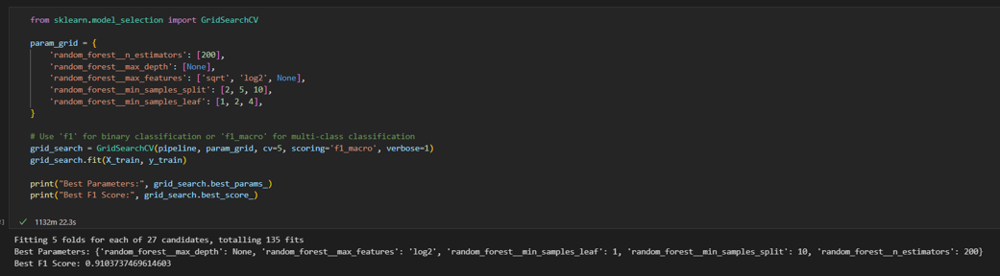 from sklearn.model_selection import GridSearchCV
param_grid = {
'random_forest__n_estimators': [200],
'random_forest__max_depth': [None],
'random_forest__max_features': ['sqrt', 'log2', None],
'random_forest__min_samples_split': [2, 5, 10],
'random_forest__min_samples_leaf': [1, 2, 4],
}
# Use 'f1' for binary classification or 'f1_macro' for multi-class classification
grid_search = GridSearchCV(pipeline, param_grid, cv=5, scoring='f1_macro', verbose=1)
grid_search.fit(X_train, y_train)
print("Best Parameters:", grid_search.best_params_)
print("Best F1 Score:", grid_search.best_score_)
1132m 22.3s
Fitting 5 folds for each of 27 candidates, totalling 135 fits
Best Parameters: {'random_forest__max_depth': None, 'random_forest__max_features': 'log2', 'random_forest__min_samples_leaf': 1, 'random_forest__min_samples_split': 10, 'random_forest__n_estimators': 200}
Best F1 Score: 0.9103737469614603